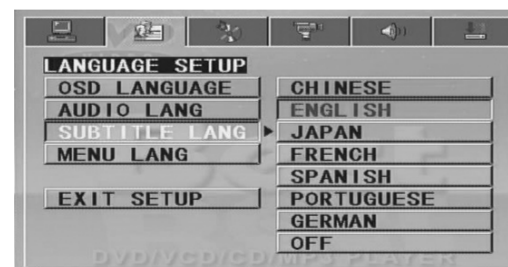 LANGUAGE SETUP
OSD LANGUAGE
AUDIO LANG
SUBTITLE LANG
MENU LANG
EXIT SETUP
CHINESE
ENGLISH
JAPAN
FRENCH
SPANISH
PORTUGUESE
GERMAN
OFF
DVD/VCD/CD/MP3 PLAYER